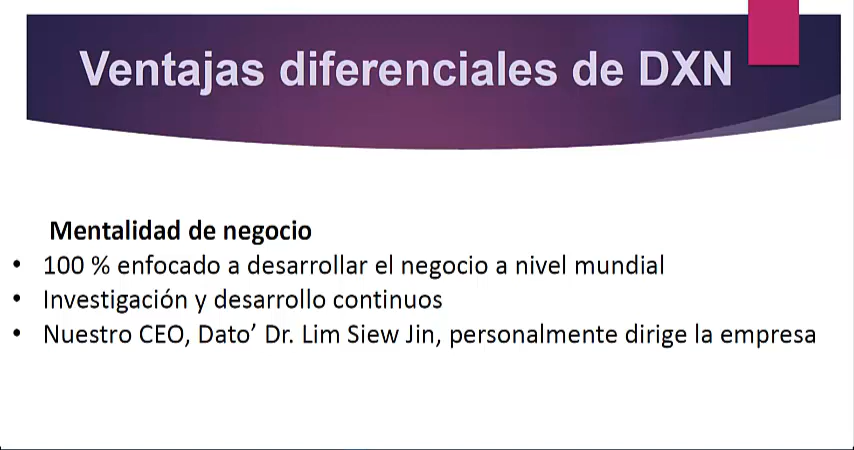 Ventajas diferenciales de DXN
Mentalidad de negocio
• 100 % enfocado a desarrollar el negocio a nivel mundial
• Investigación y desarrollo continuos
• Nuestro CEO, Dato’ Dr. Lim Siew Jin, personalmente dirige la empresa